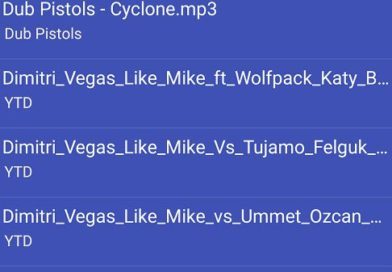 Dub Pistols - Cyclone.mp3
Dub Pistols
Dimitri_Vegas_Like_Mike_ft_Wolfpack_Katy_B...
YTD
Dimitri_Vegas_Like_Mike_Vs_Tujamo_Felguk_...
YTD
Dimitri_Vegas_Like_Mike_vs_Ummet_Ozcan_...
YTD